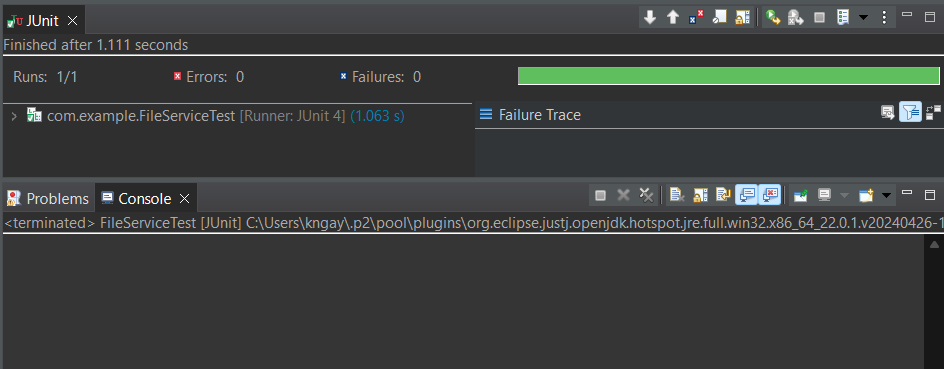 JUnit
Finished after 1.111 seconds
Runs: 1/1 Errors: 0 Failures: 0
com.example.FileServiceTest [Runner: JUnit 4] (1.063 s)
Failure Trace
Problems Console
<terminated> FileServiceTest [JUnit] C:\Users\kngay\.p2\pool\plugins\org.eclipse.justj.openjdk.hotspot.jre.full.win32.x86_64_22.0.1.v20240426-1